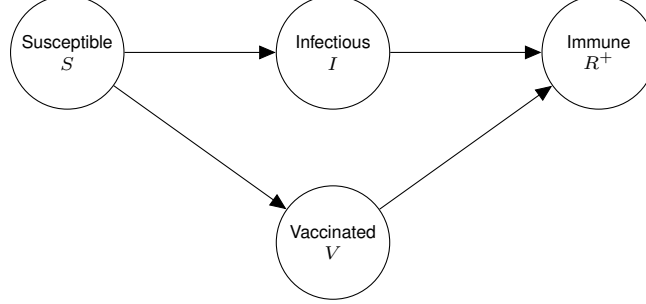 Susceptible
S
Infectious
I
Immune
R⁺
Vaccinated
V